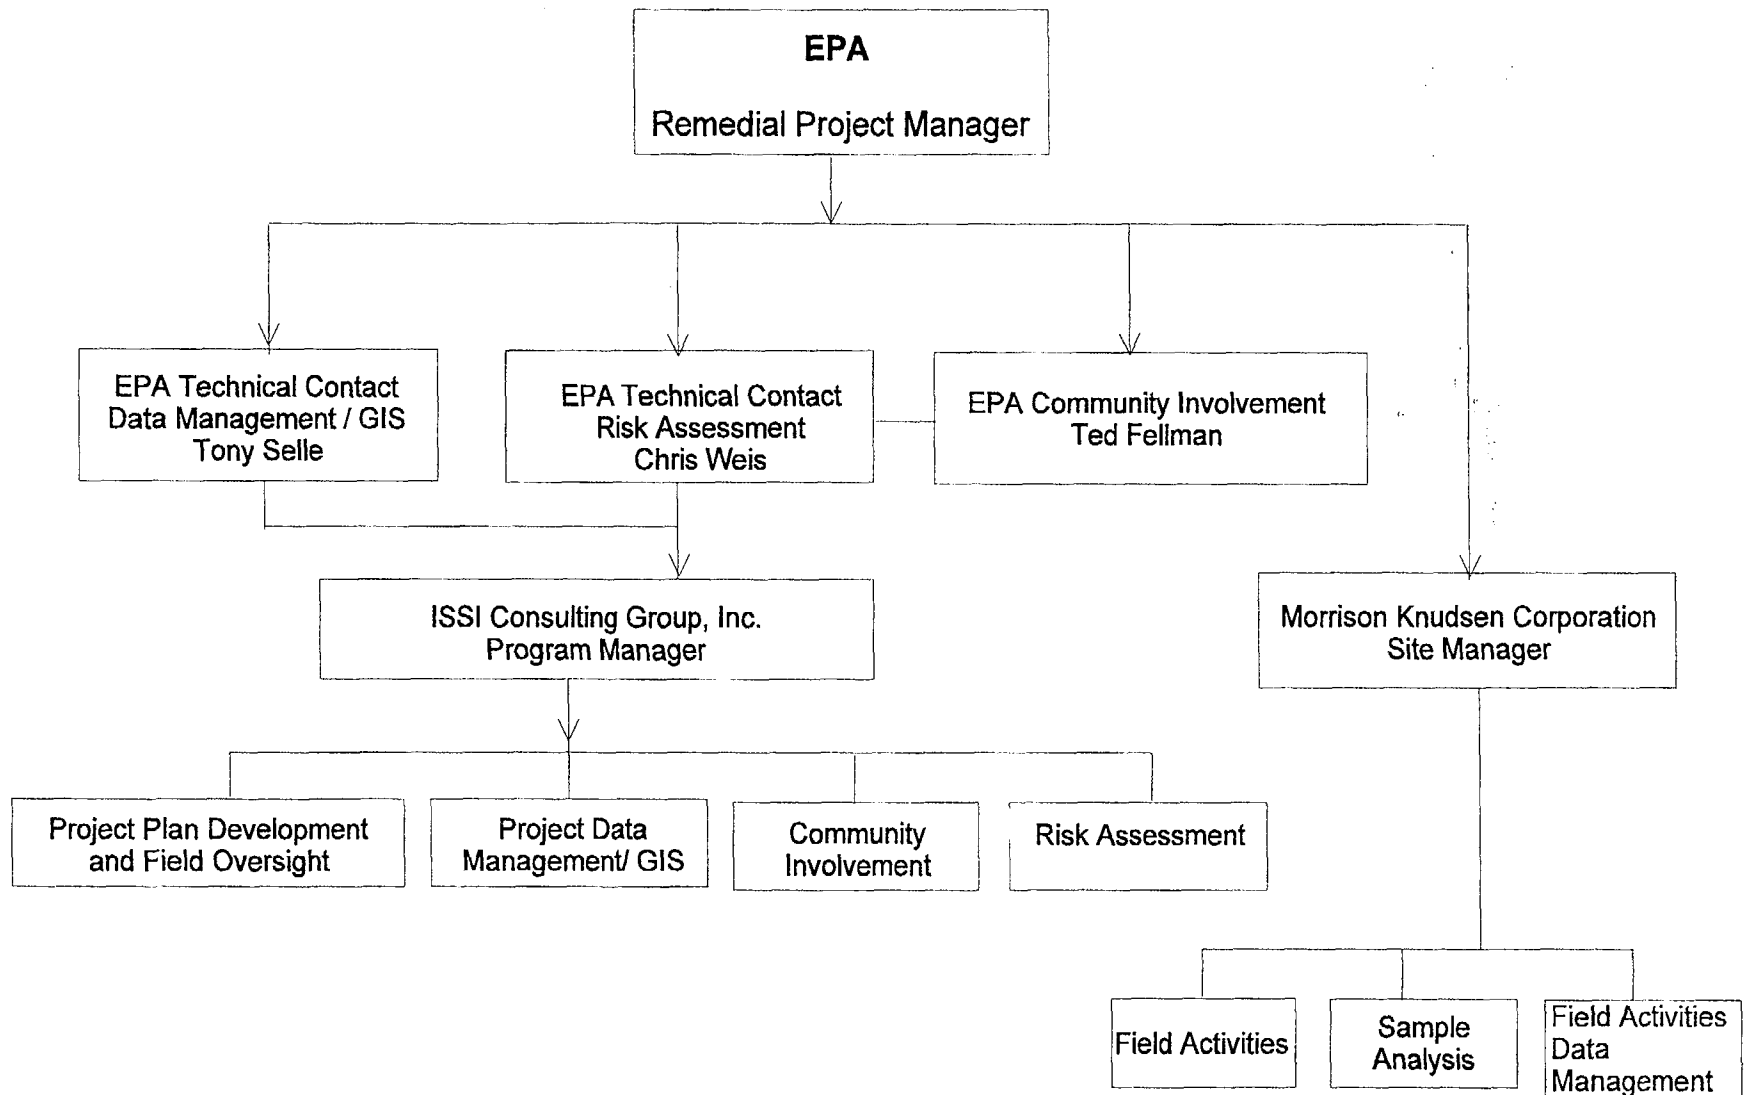 EPA
Remedial Project Manager
EPA Technical Contact
Data Management / GIS
Tony Selle
EPA Technical Contact
Risk Assessment
Chris Weis
EPA Community Involvement
Ted Fellman
ISSI Consulting Group, Inc.
Program Manager
Morrison Knudsen Corporation
Site Manager
Project Plan Development
and Field Oversight
Project Data
Management/ GIS
Community
Involvement
Risk Assessment
Field Activities
Sample
Analysis
Field Activities
Data
Management